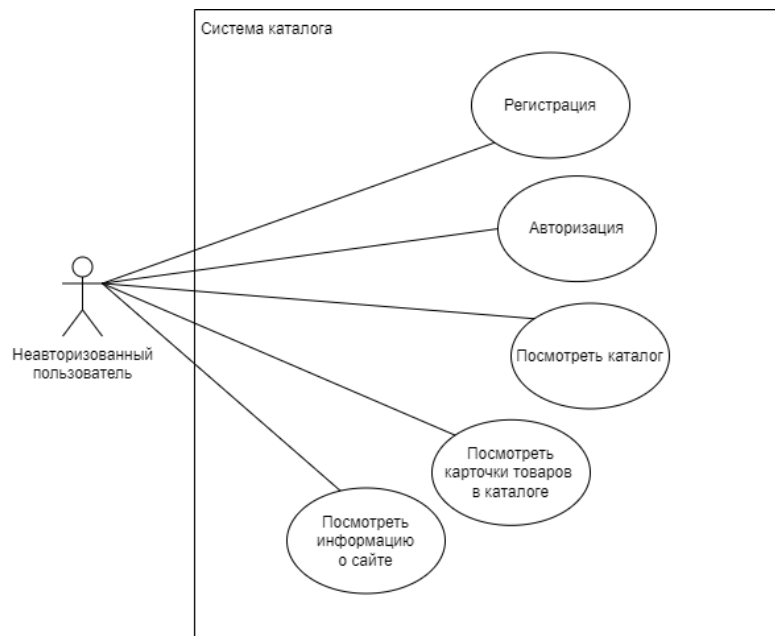 Система каталога
Регистрация
Авторизация
Посмотреть каталог
Неавторизованный
пользователь
Посмотреть
карточки товаров
в каталоге
Посмотреть
информацию
о сайте